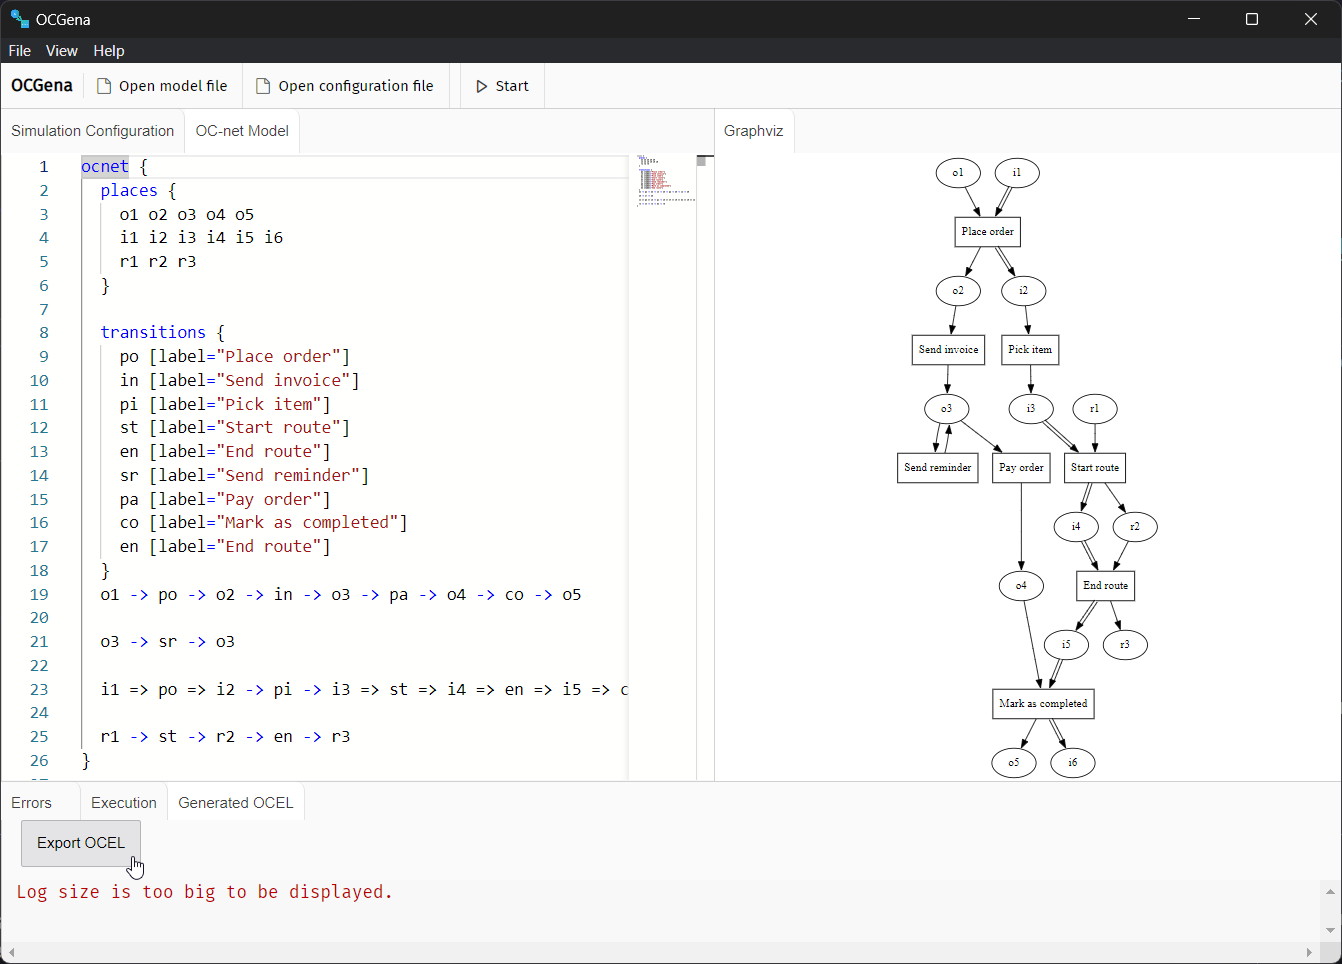 OCGena
File View Help
OCGena Open model file Open configuration file Start
Simulation Configuration OC-net Model
1 ocnet {
2 places {
3 o1 o2 o3 o4 o5
4 i1 i2 i3 i4 i5 i6
5 r1 r2 r3
6 }
7
8 transitions {
9 po [label="Place order"]
10 in [label="Send invoice"]
11 pi [label="Pick item"]
12 st [label="Start route"]
13 en [label="End route"]
14 sr [label="Send reminder"]
15 pa [label="Pay order"]
16 co [label="Mark as completed"]
17 en [label="End route"]
18 }
19 o1 -> po -> o2 -> in -> o3 -> pa -> o4 -> co -> o5
20
21 o3 -> sr -> o3
22
23 i1 => po => i2 -> pi -> i3 => st => i4 => en => i5 => c
24
25 r1 -> st -> r2 -> en -> r3
26 }
Graphviz
o1 i1
Place order
o2 i2
Send invoice Pick item
o3 i3 r1
Send reminder Pay order Start route
i4 r2
o4 End route
i5 r3
Mark as completed
o5 i6
Errors Execution Generated OCEL
Export OCEL
Log size is too big to be displayed.